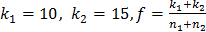 k₁ = 10, k₂ = 15, f = (k₁+k₂)/(n₁+n₂)